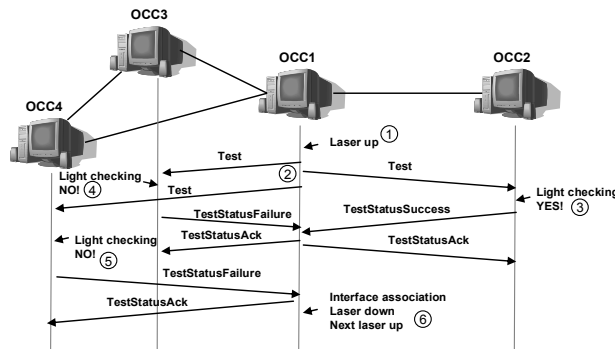 OCC3
OCC1
OCC2
OCC4
Laser up ①
Test
②
Test
Light checking
NO! ④
Test
Light checking
YES! ③
TestStatusFailure
TestStatusSuccess
TestStatusAck
TestStatusAck
Light checking
NO! ⑤
TestStatusFailure
TestStatusAck
Interface association
Laser down
Next laser up ⑥